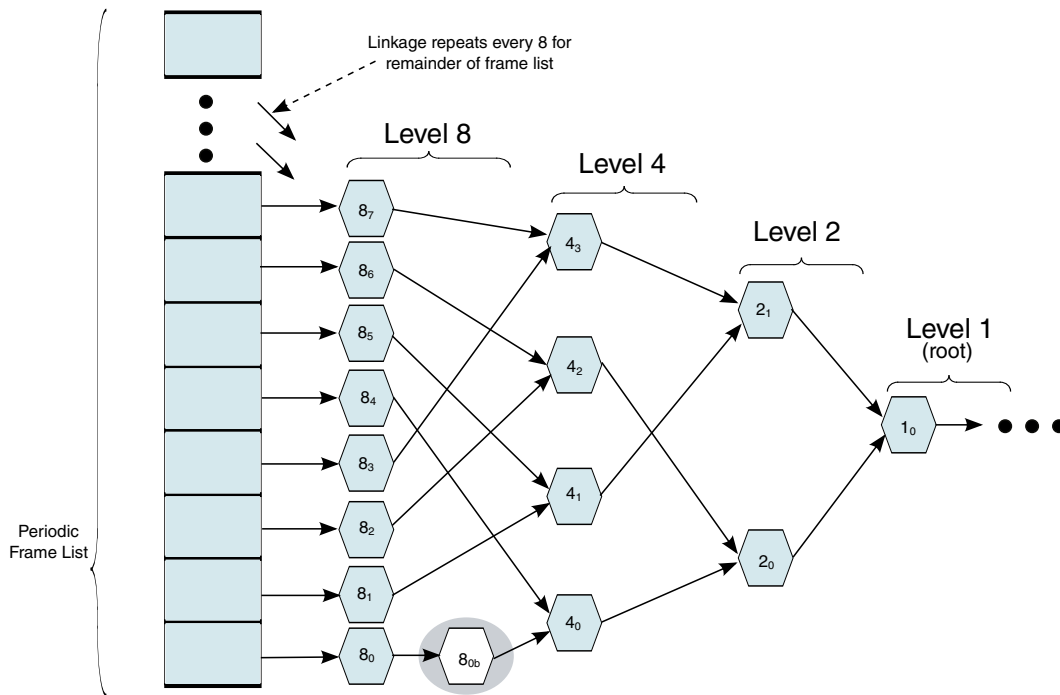 Linkage repeats every 8 for
remainder of frame list
Level 8
Level 4
Level 2
Level 1
(root)
8₇
8₆
8₅
8₄
8₃
8₂
8₁
8₀
8₀b
4₃
4₂
4₁
4₀
2₁
2₀
1₀
Periodic
Frame List